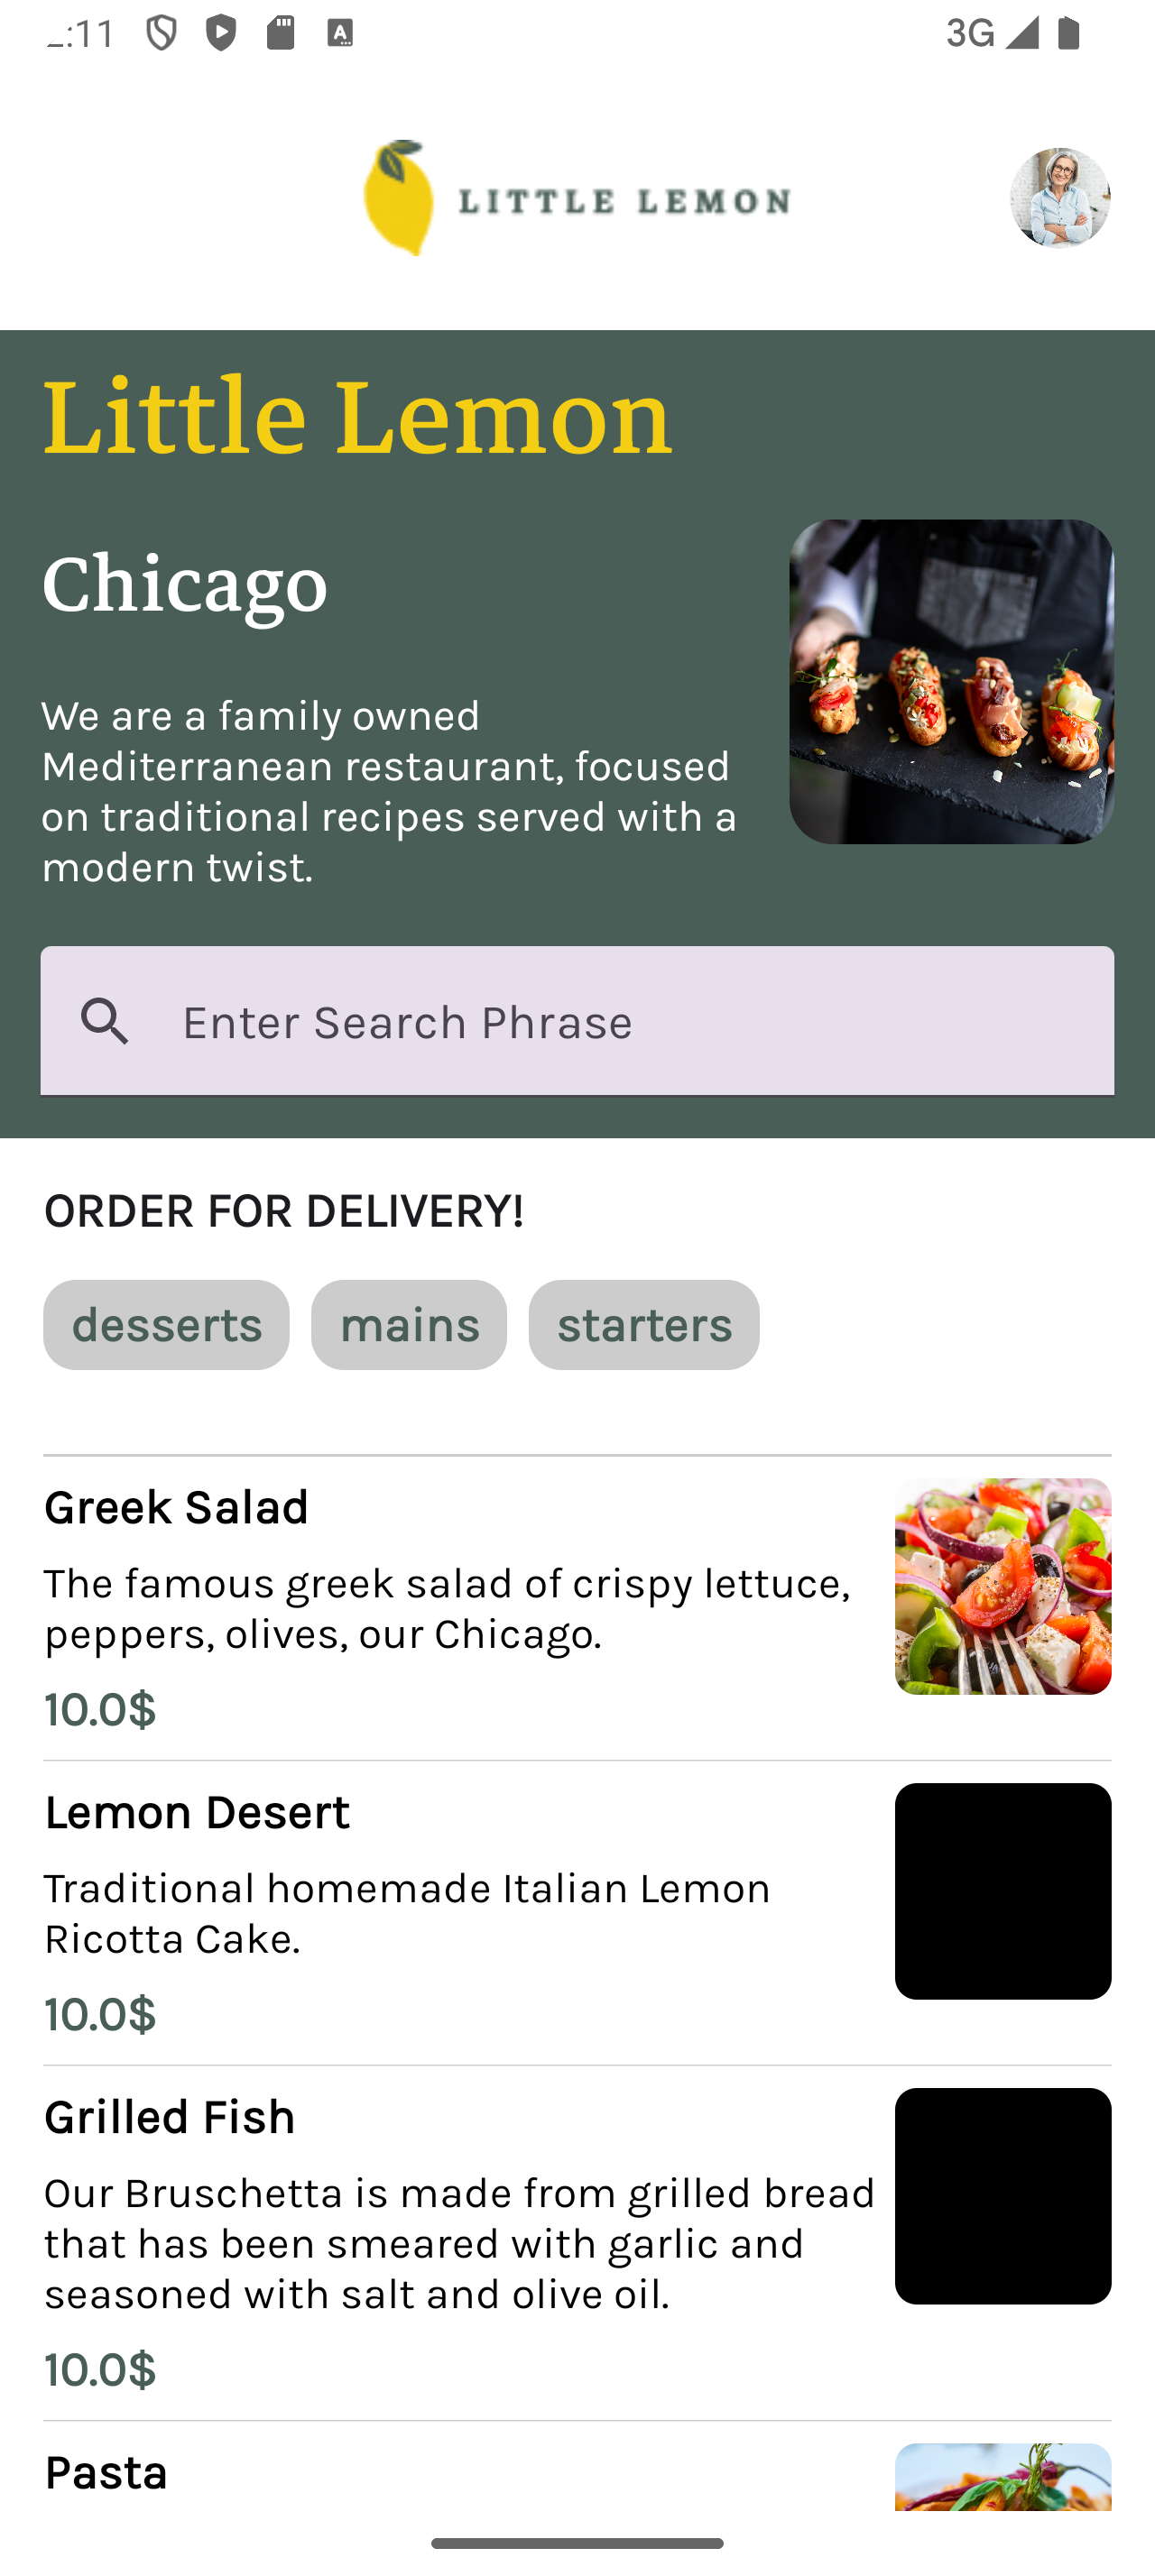 :11
3G
LITTLE LEMON
Little Lemon
Chicago
We are a family owned
Mediterranean restaurant, focused
on traditional recipes served with a
modern twist.
Enter Search Phrase
ORDER FOR DELIVERY!
desserts mains starters
Greek Salad
The famous greek salad of crispy lettuce,
peppers, olives, our Chicago.
10.0$
Lemon Desert
Traditional homemade Italian Lemon
Ricotta Cake.
10.0$
Grilled Fish
Our Bruschetta is made from grilled bread
that has been smeared with garlic and
seasoned with salt and olive oil.
10.0$
Pasta